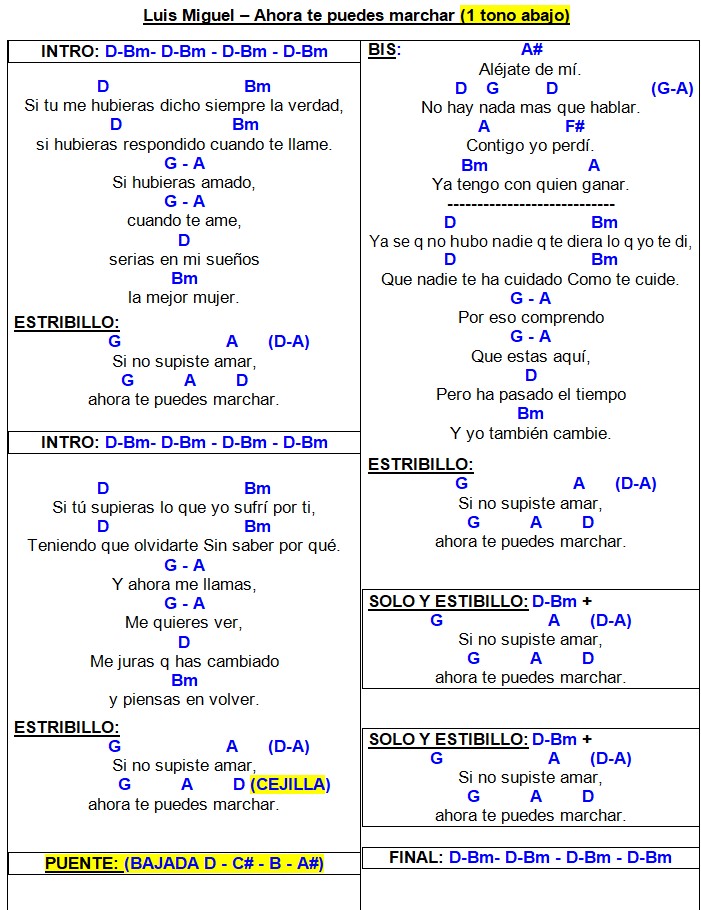 Luis Miguel – Ahora te puedes marchar (1 tono abajo)
INTRO: D-Bm- D-Bm - D-Bm - D-Bm
D Bm
Si tu me hubieras dicho siempre la verdad,
D Bm
si hubieras respondido cuando te llame.
G - A
Si hubieras amado,
G - A
cuando te ame,
D
serias en mi sueños
Bm
la mejor mujer.
ESTRIBILLO:
G A (D-A)
Si no supiste amar,
G A D
ahora te puedes marchar.
INTRO: D-Bm- D-Bm - D-Bm - D-Bm
D Bm
Si tú supieras lo que yo sufrí por ti,
D Bm
Teniendo que olvidarte Sin saber por qué.
G - A
Y ahora me llamas,
G - A
Me quieres ver,
D
Me juras q has cambiado
Bm
y piensas en volver.
ESTRIBILLO:
G A (D-A)
Si no supiste amar,
G A D (CEJILLA)
ahora te puedes marchar.
PUENTE: (BAJADA D - C# - B - A#)
BIS: A#
Aléjate de mí.
D G D (G-A)
No hay nada mas que hablar.
A F#
Contigo yo perdí.
Bm A
Ya tengo con quien ganar.
----------------------------
D Bm
Ya se q no hubo nadie q te diera lo q yo te di,
D Bm
Que nadie te ha cuidado Como te cuide.
G - A
Por eso comprendo
G - A
Que estas aquí,
D
Pero ha pasado el tiempo
Bm
Y yo también cambie.
ESTRIBILLO:
G A (D-A)
Si no supiste amar,
G A D
ahora te puedes marchar.
SOLO Y ESTIBILLO: D-Bm +
G A (D-A)
Si no supiste amar,
G A D
ahora te puedes marchar.
SOLO Y ESTIBILLO: D-Bm +
G A (D-A)
Si no supiste amar,
G A D
ahora te puedes marchar.
FINAL: D-Bm- D-Bm - D-Bm - D-Bm